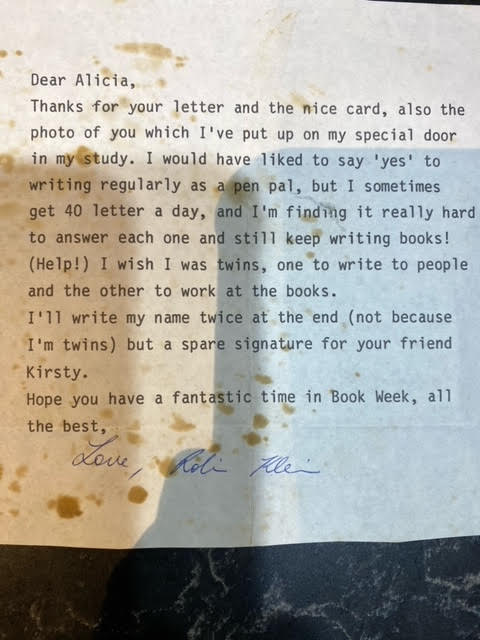 Dear Alicia,
Thanks for your letter and the nice card, also the
photo of you which I've put up on my special door
in my study. I would have liked to say 'yes' to
writing regularly as a pen pal, but I sometimes
get 40 letter a day, and I'm finding it really hard
to answer each one and still keep writing books!
(Help!) I wish I was twins, one to write to people
and the other to work at the books.
I'll write my name twice at the end (not because
I'm twins) but a spare signature for your friend
Kirsty.
Hope you have a fantastic time in Book Week, all
the best,
Love, Robin Klein